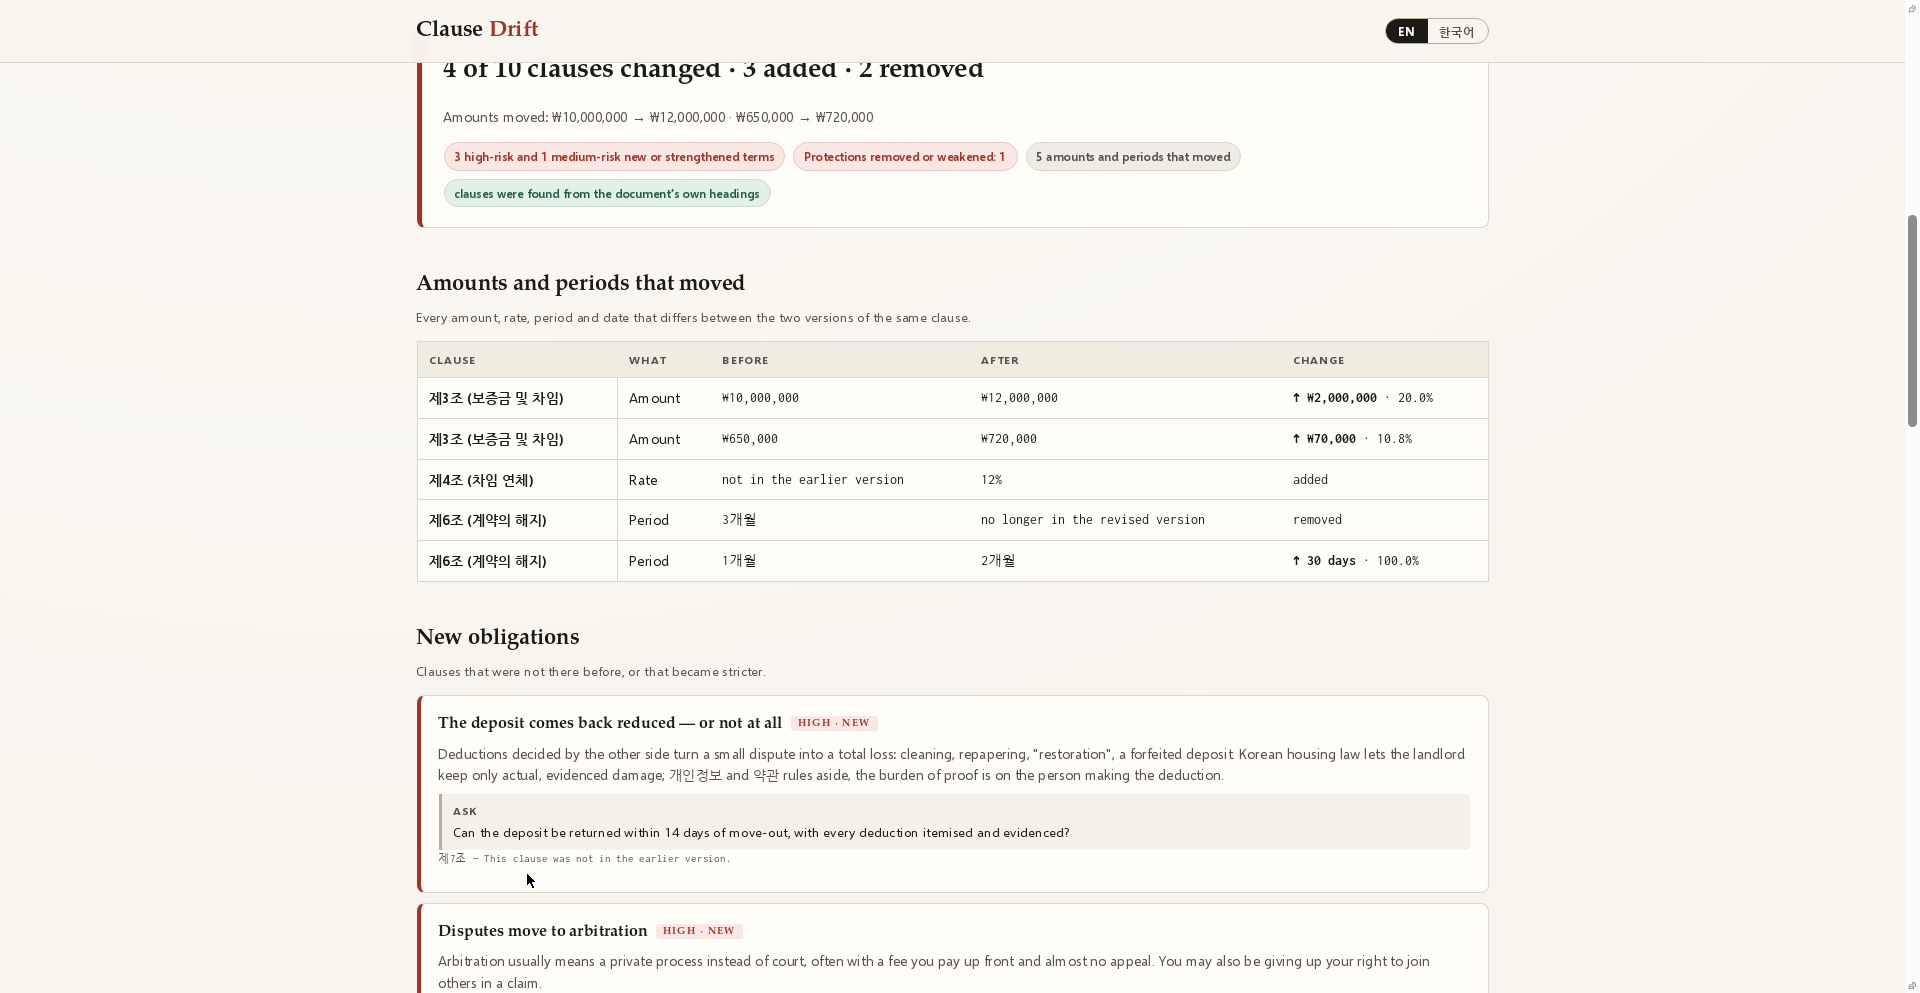 Clause Drift
EN 한국어
4 of 10 clauses changed · 3 added · 2 removed
Amounts moved: ₩10,000,000 → ₩12,000,000 · ₩650,000 → ₩720,000
3 high-risk and 1 medium-risk new or strengthened terms Protections removed or weakened: 1 5 amounts and periods that moved
clauses were found from the document's own headings
Amounts and periods that moved
Every amount, rate, period and date that differs between the two versions of the same clause.
CLAUSE WHAT BEFORE AFTER CHANGE
제3조 (보증금 및 차임) Amount ₩10,000,000 ₩12,000,000 ↑ ₩2,000,000 · 20.0%
제3조 (보증금 및 차임) Amount ₩650,000 ₩720,000 ↑ ₩70,000 · 10.8%
제4조 (차임 연체) Rate not in the earlier version 12% added
제6조 (계약의 해지) Period 3개월 no longer in the revised version removed
제6조 (계약의 해지) Period 1개월 2개월 ↑ 30 days · 100.0%
New obligations
Clauses that were not there before, or that became stricter.
The deposit comes back reduced — or not at all HIGH · NEW
Deductions decided by the other side turn a small dispute into a total loss: cleaning, repapering, "restoration", a forfeited deposit. Korean housing law lets the landlord
keep only actual, evidenced damage; 개인정보 and 약관 rules aside, the burden of proof is on the person making the deduction.
ASK
Can the deposit be returned within 14 days of move-out, with every deduction itemised and evidenced?
제7조 — This clause was not in the earlier version.
Disputes move to arbitration HIGH · NEW
Arbitration usually means a private process instead of court, often with a fee you pay up front and almost no appeal. You may also be giving up your right to join
others in a claim.